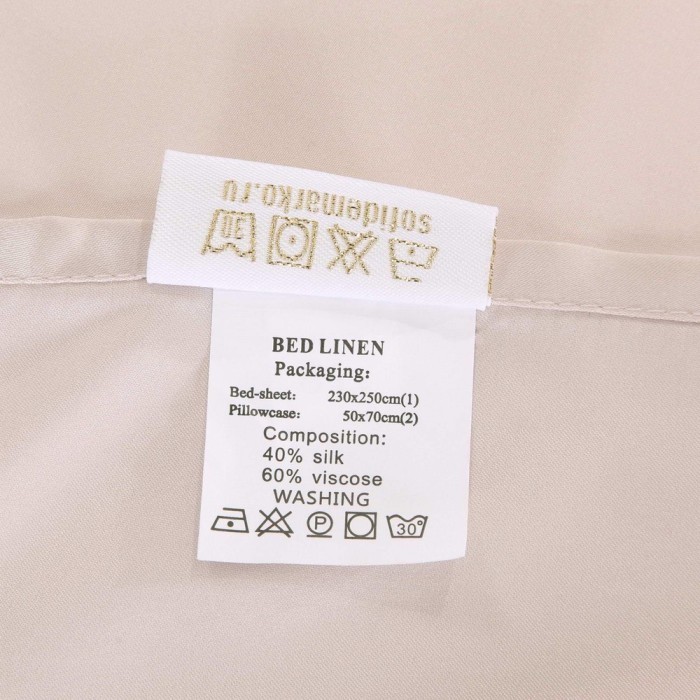 sofidemarko.ru
30
BED LINEN
Packaging:
Bed-sheet: 230x250cm(1)
Pillowcase: 50x70cm(2)
Composition:
40% silk
60% viscose
WASHING
P 30°